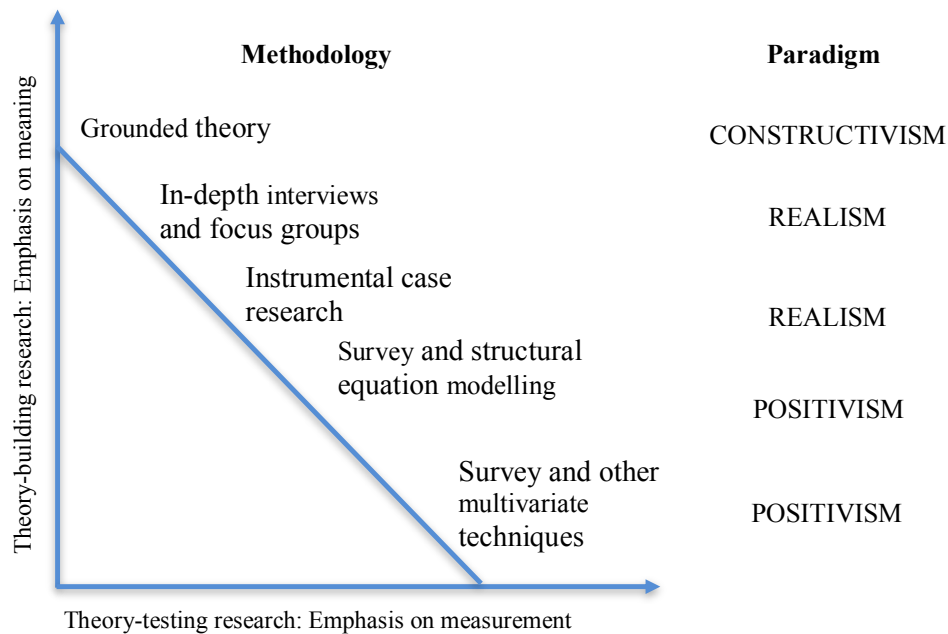 Methodology
Paradigm
Theory-building research: Emphasis on meaning
Grounded theory
CONSTRUCTIVISM
In-depth interviews
and focus groups
REALISM
Instrumental case
research
REALISM
Survey and structural
equation modelling
POSITIVISM
Survey and other
multivariate
techniques
POSITIVISM
Theory-testing research: Emphasis on measurement